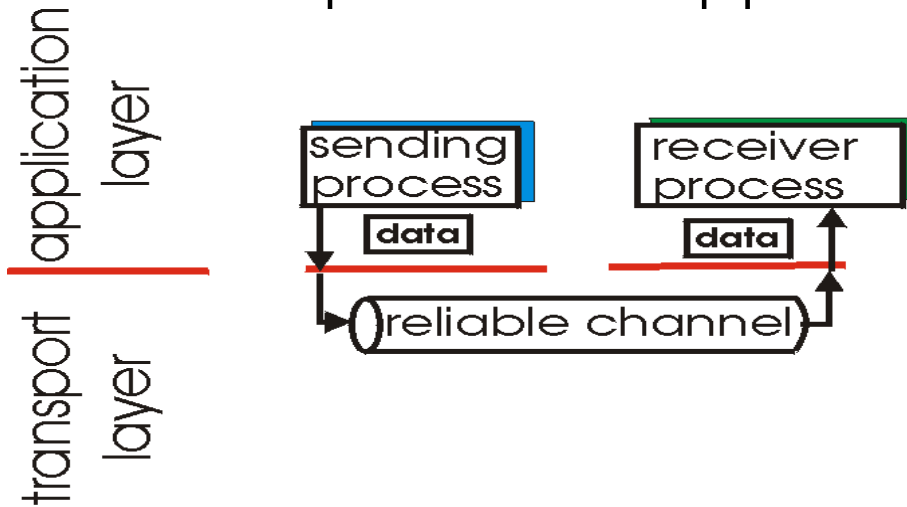 application
layer
sending
process
receiver
process
data
data
reliable channel
transport
layer